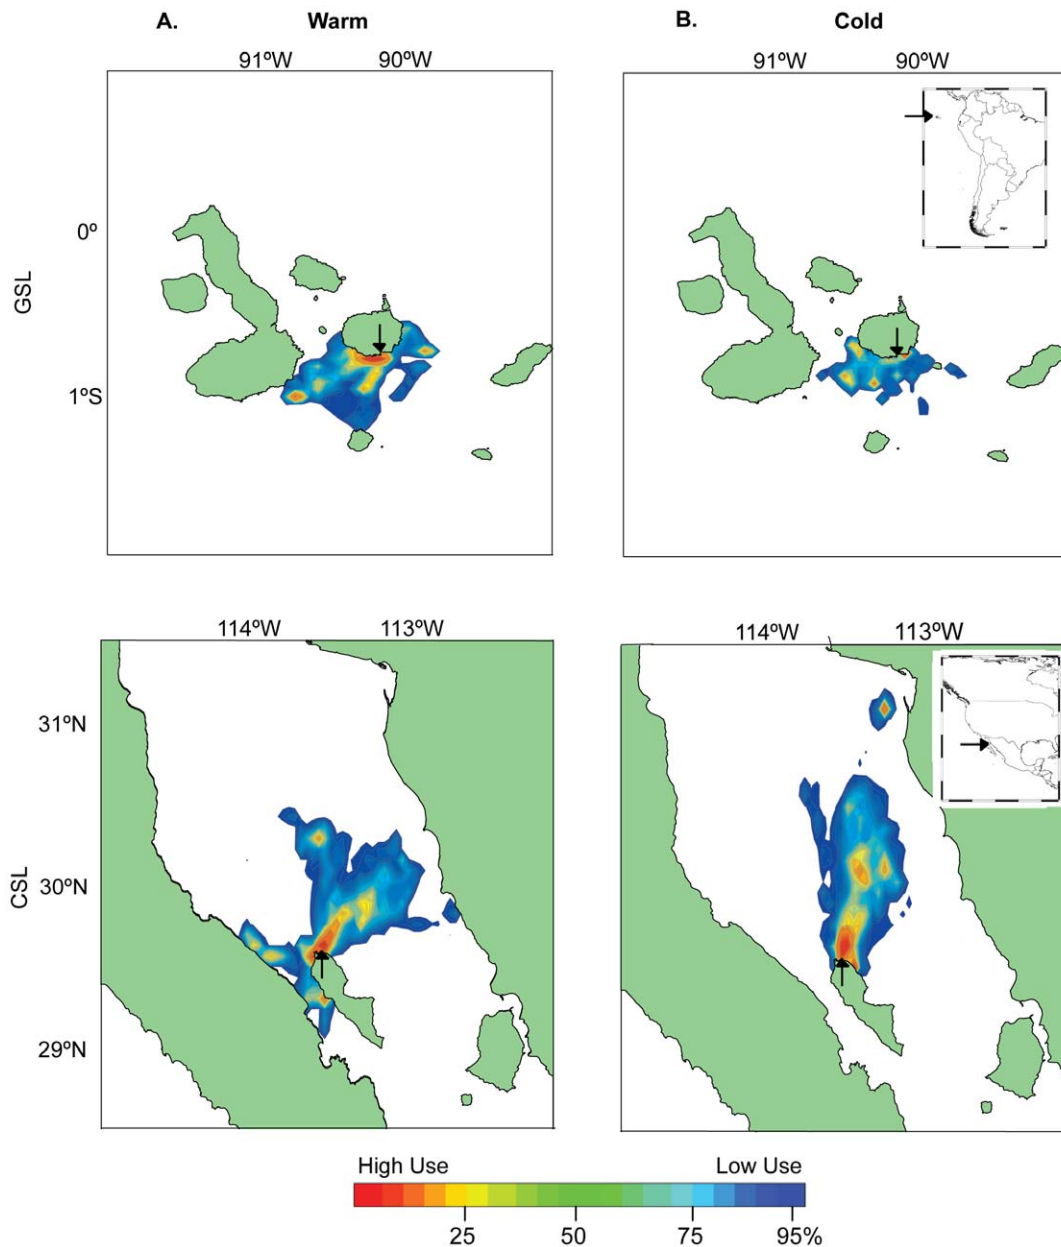 A. Warm
B. Cold
91ºW 90ºW
91ºW 90ºW
0º
GSL
1ºS
114ºW 113ºW
114ºW 113ºW
31ºN
30ºN
CSL
29ºN
High Use Low Use
25 50 75 95%